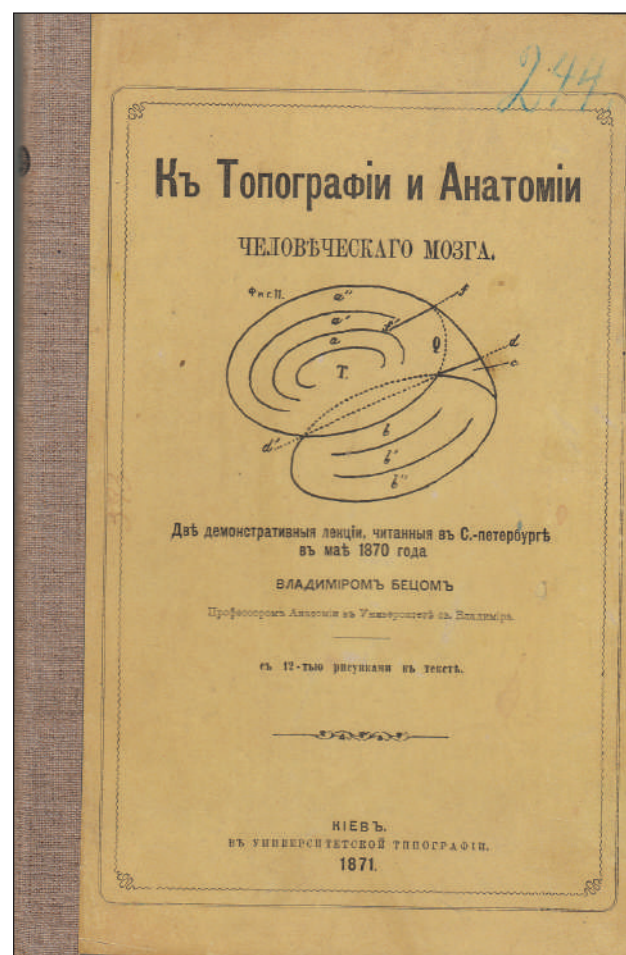 244.
Къ Топографіи и Анатоміи
ЧЕЛОВѢЧЕСКАГО МОЗГА.
Фиг II.
a''
f
a'
f'
a
Q
d
T.
c
d'
b
b'
b''
Двѣ демонстративныя лекціи, читанныя въ С.-петербургѣ
въ маѣ 1870 года
ВЛАДИМІРОМЪ БЕЦОМЪ
Профессоромъ Анатоміи въ Университетѣ св. Владиміра.
съ 12-тью рисунками въ текстѣ.
КІЕВЪ.
ВЪ УНИВЕРСИТЕТСКОЙ ТИПОГРАФІИ.
1871.